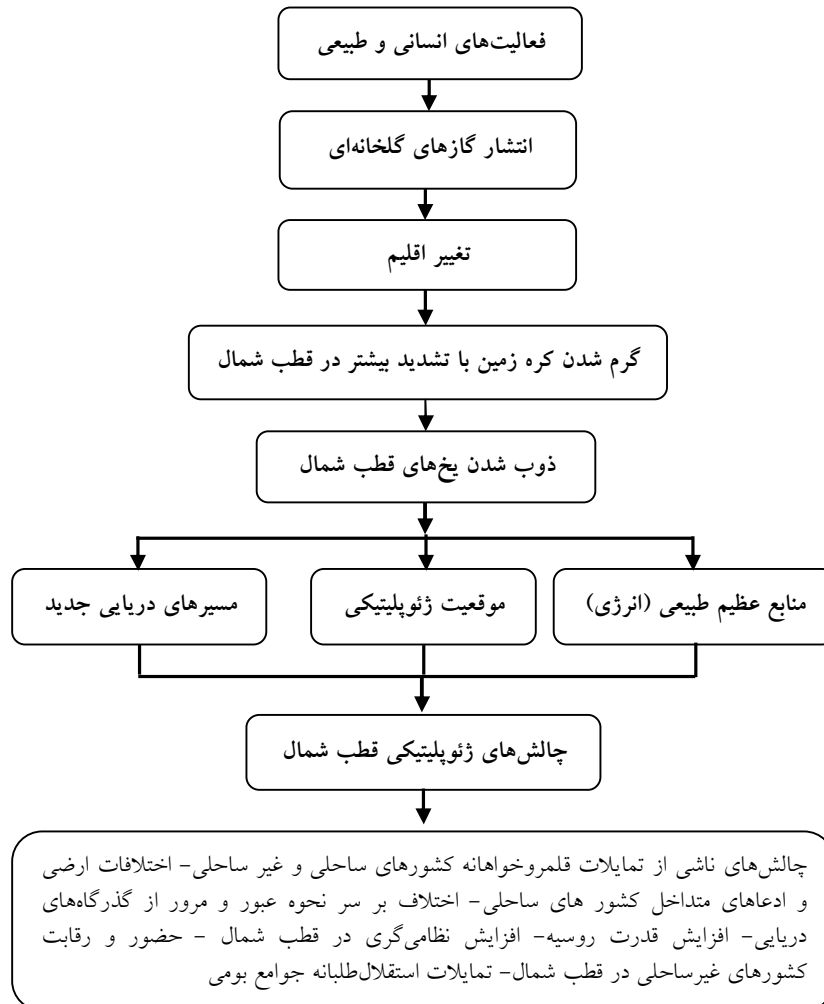 فعالیت‌های انسانی و طبیعی
انتشار گازهای گلخانه‌ای
تغییر اقلیم
گرم شدن کره زمین با تشدید بیشتر در قطب شمال
ذوب شدن یخ‌های قطب شمال
منابع عظیم طبیعی (انرژی)
موقعیت ژئوپلیتیکی
مسیرهای دریایی جدید
چالش‌های ژئوپلیتیکی قطب شمال
چالش‌های ناشی از تمایلات قلمروخواهانه کشورهای ساحلی و غیر ساحلی- اختلافات ارضی
و ادعاهای متداخل کشور های ساحلی- اختلاف بر سر نحوه عبور و مرور از گذرگاه‌های
دریایی- افزایش قدرت روسیه- افزایش نظامی‌گری در قطب شمال - حضور و رقابت
کشورهای غیرساحلی در قطب شمال- تمایلات استقلال‌طلبانه جوامع بومی